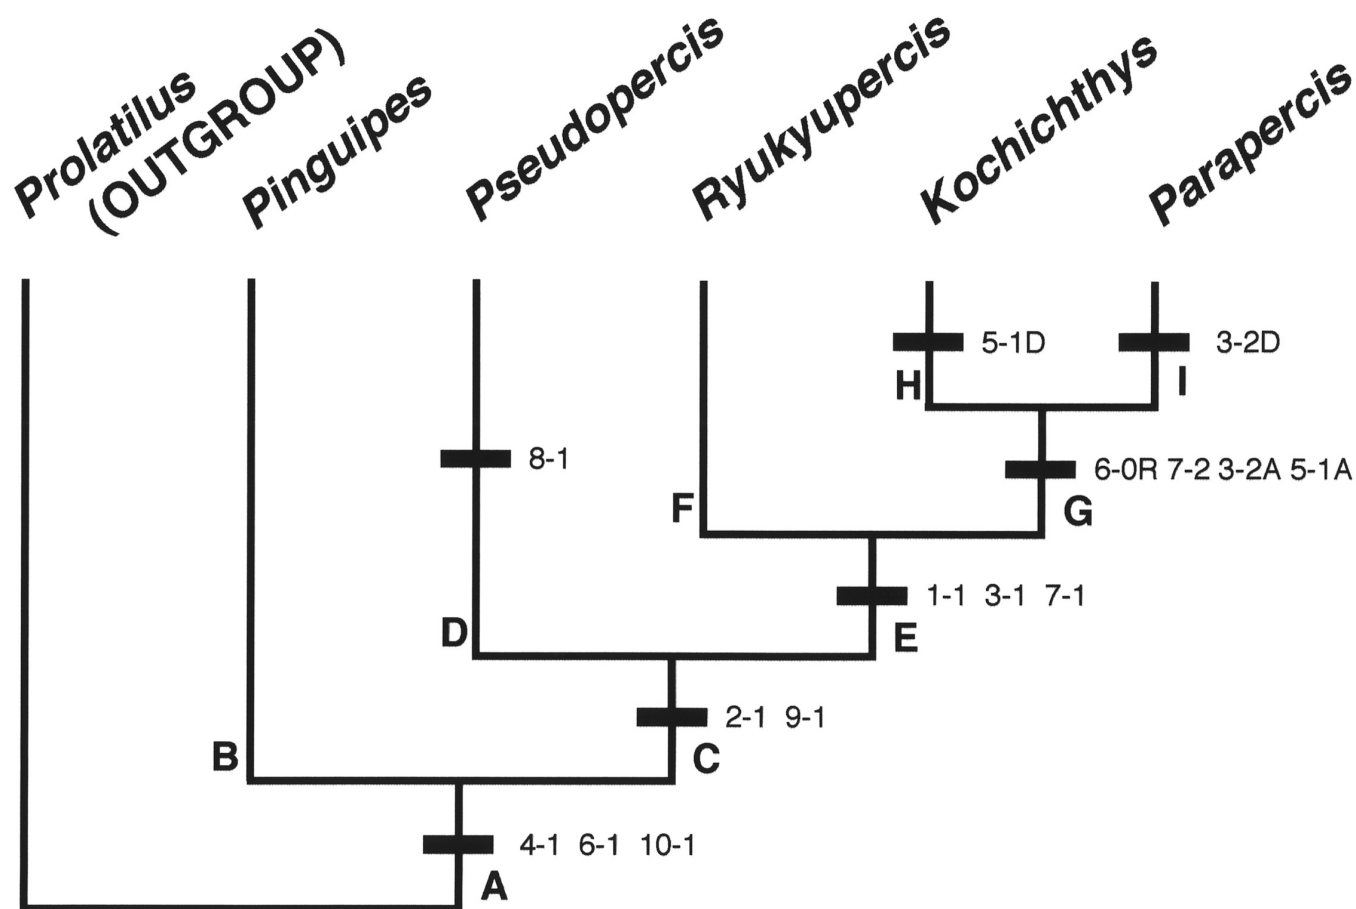 Prolatilus
(OUTGROUP)
Pinguipes
Pseudopercis
Ryukyupercis
Kochichthys
Parapercis
5-1D
3-2D
H
I
8-1
6-0R 7-2 3-2A 5-1A
F
G
1-1 3-1 7-1
D
E
2-1 9-1
B
C
4-1 6-1 10-1
A